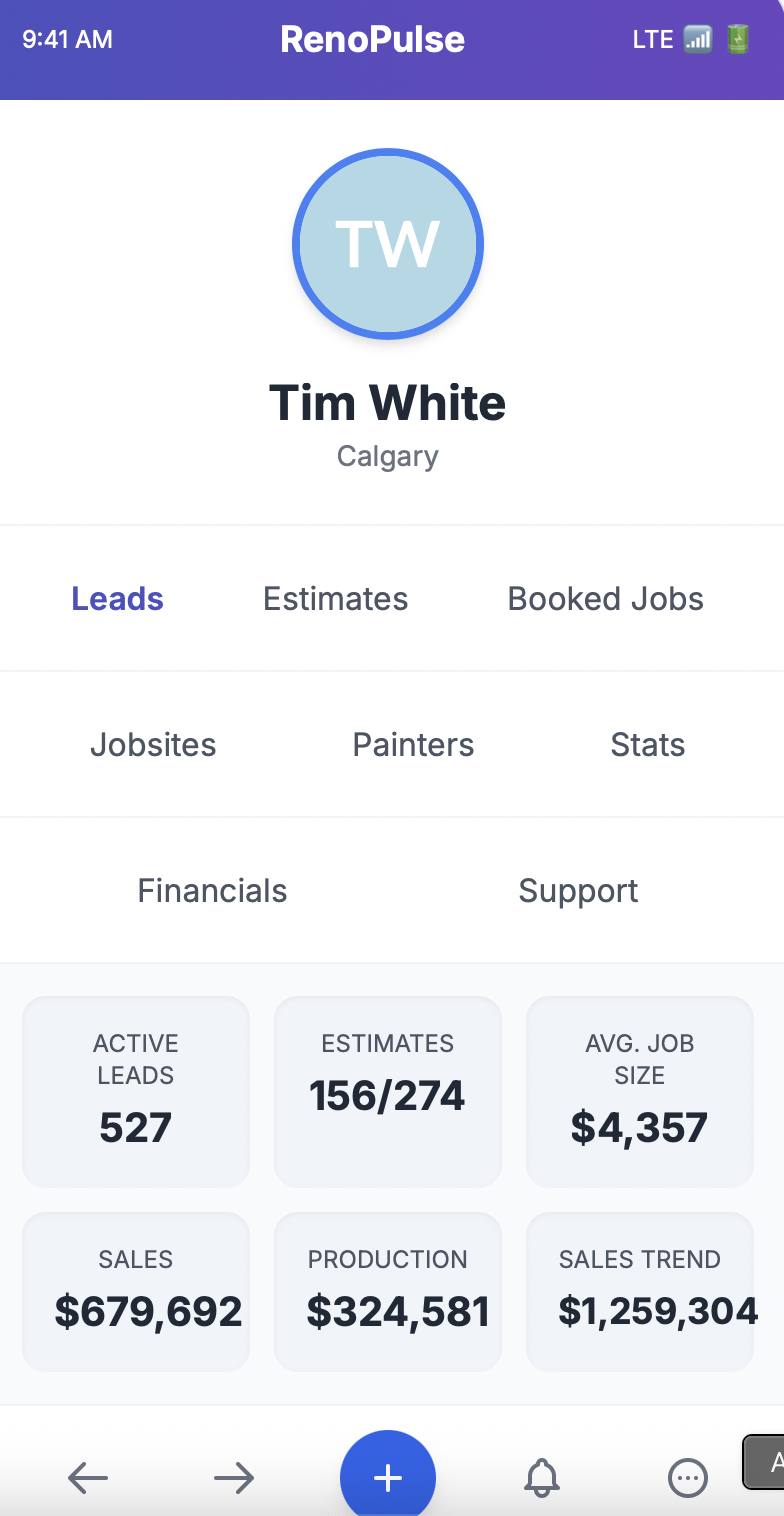 9:41 AM RenoPulse LTE
TW
Tim White
Calgary
Leads Estimates Booked Jobs
Jobsites Painters Stats
Financials Support
ACTIVE
LEADS
527
ESTIMATES
156/274
AVG. JOB
SIZE
$4,357
SALES
$679,692
PRODUCTION
$324,581
SALES TREND
$1,259,304